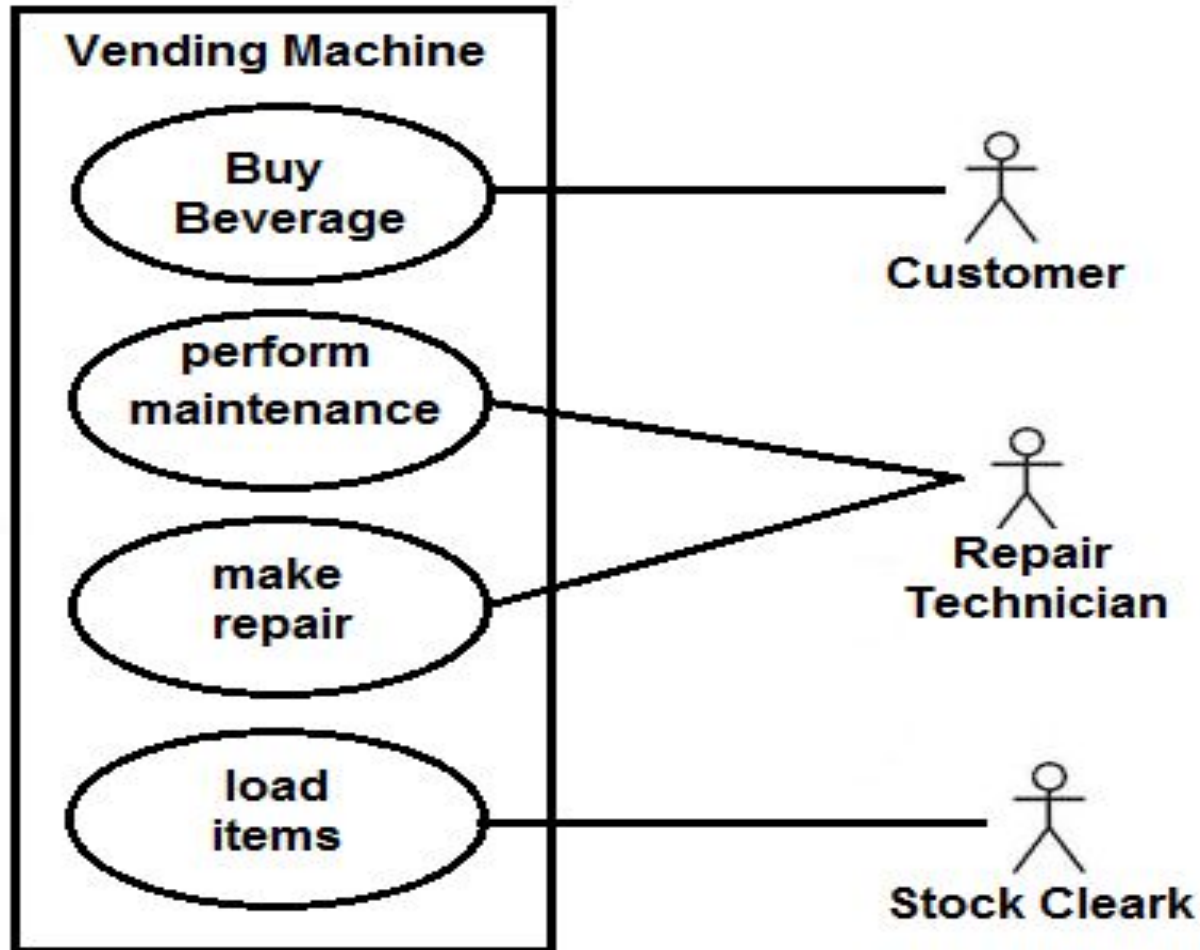 Vending Machine
Buy
Beverage
Customer
perform
maintenance
Repair
Technician
make
repair
load
items
Stock Cleark